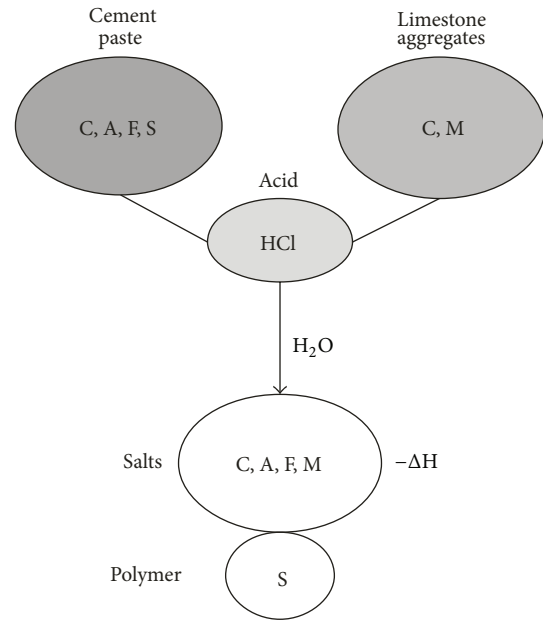 Cement
paste
Limestone
aggregates
C, A, F, S
C, M
Acid
HCl
H₂O
Salts
C, A, F, M
−ΔH
Polymer
S